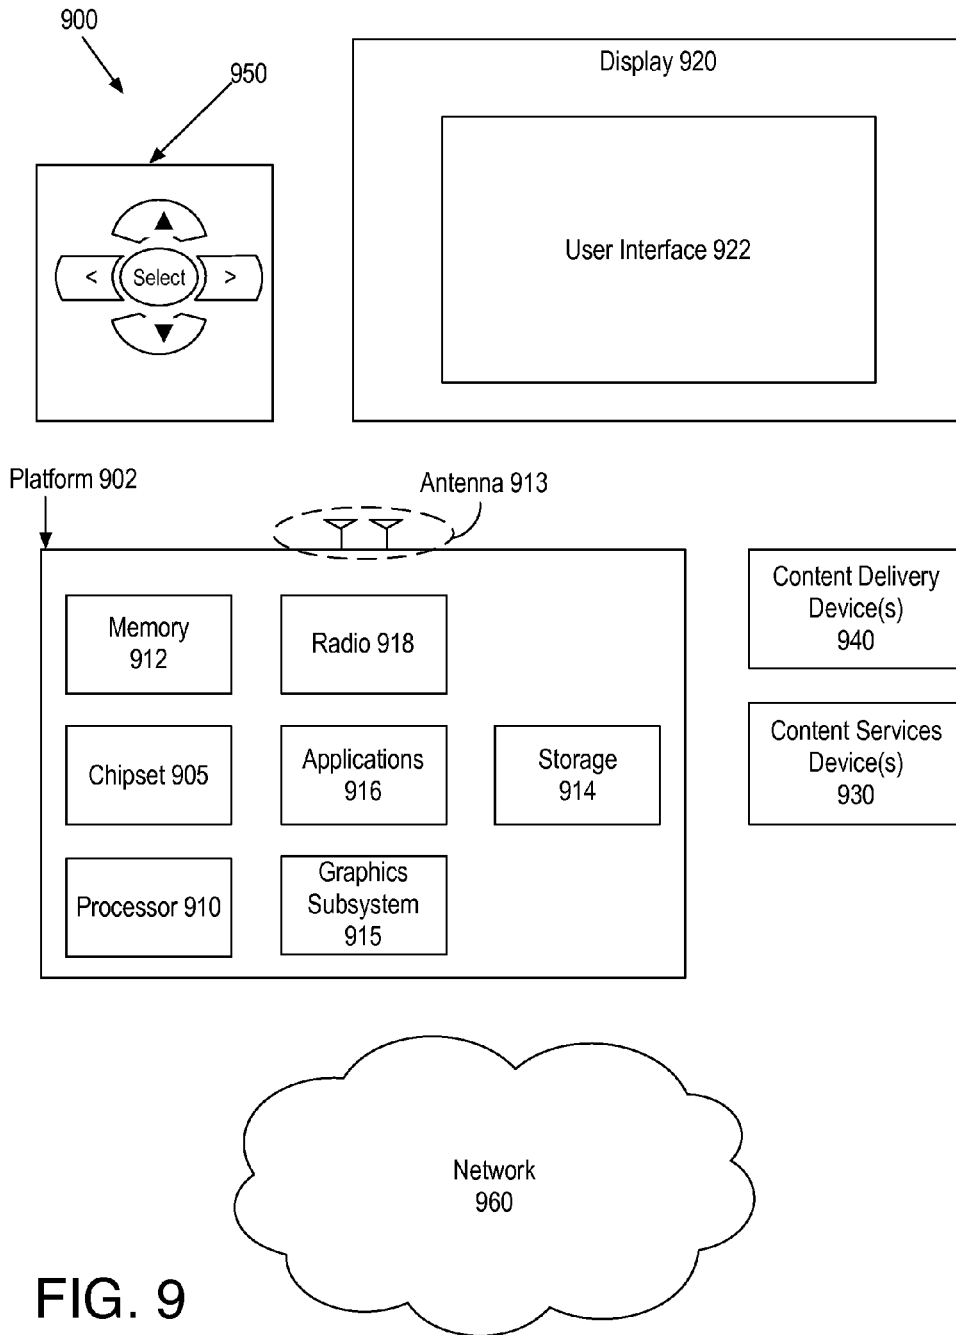 900
950
Display 920
User Interface 922
<
Select
>
Platform 902
Antenna 913
Memory
912
Radio 918
Chipset 905
Applications
916
Storage
914
Processor 910
Graphics
Subsystem
915
Content Delivery
Device(s)
940
Content Services
Device(s)
930
Network
960
FIG. 9